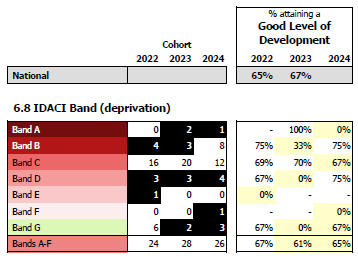 % attaining a
Cohort Good Level of
Development
2022 2023 2024 2022 2023 2024
National 65% 67%
6.8 IDACI Band (deprivation)
Band A 0 2 1 - 100% 0%
Band B 4 3 8 75% 33% 75%
Band C 16 20 12 69% 70% 67%
Band D 3 3 4 67% 0% 75%
Band E 1 0 0 0% - -
Band F 0 0 1 - - 0%
Band G 6 2 3 67% 0% 67%
Bands A-F 24 28 26 67% 61% 65%